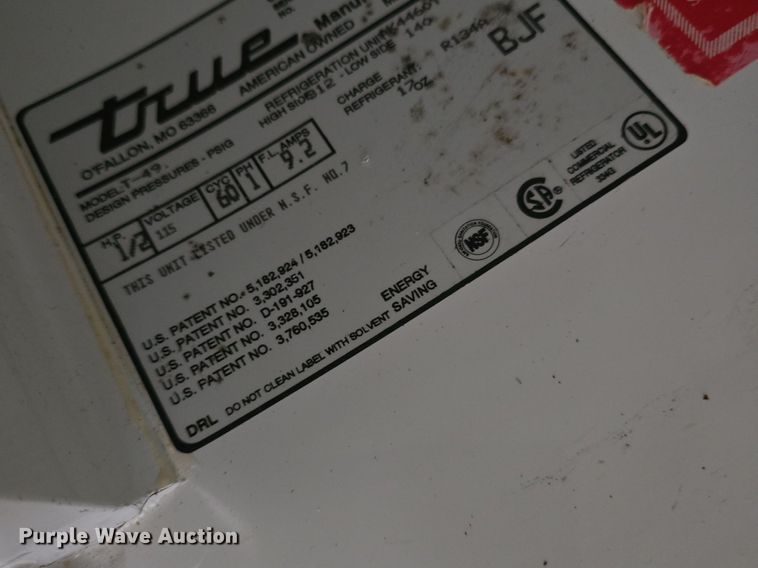 true
Manu
AMERICAN OWNED
O'FALLON, MO 63366
REFRIGERATION UNIT
HIGH SIDE 312 - LOW SIDE 146
MODEL T-49.
DESIGN PRESSURES - PSIG
CHARGE
REFRIGERANT:
17oz
R134A
BJF
H.P. 1/2 VOLTAGE 115 CYC 60 PH 1 F.L. AMPS 9.2
THIS UNIT LISTED UNDER N.S.F. NO.7
LISTED
COMMERCIAL
REFRIGERATOR
UL
SA
NSF
U.S. PATENT NO. 5,182,924 / 5,182,923
U.S. PATENT NO. 3,302,351
U.S. PATENT NO. D-191-927
U.S. PATENT NO. 3,328,105
U.S. PATENT NO. 3,760,535
ENERGY
SAVING
DRL DO NOT CLEAN LABEL WITH SOLVENT
Purple Wave Auction